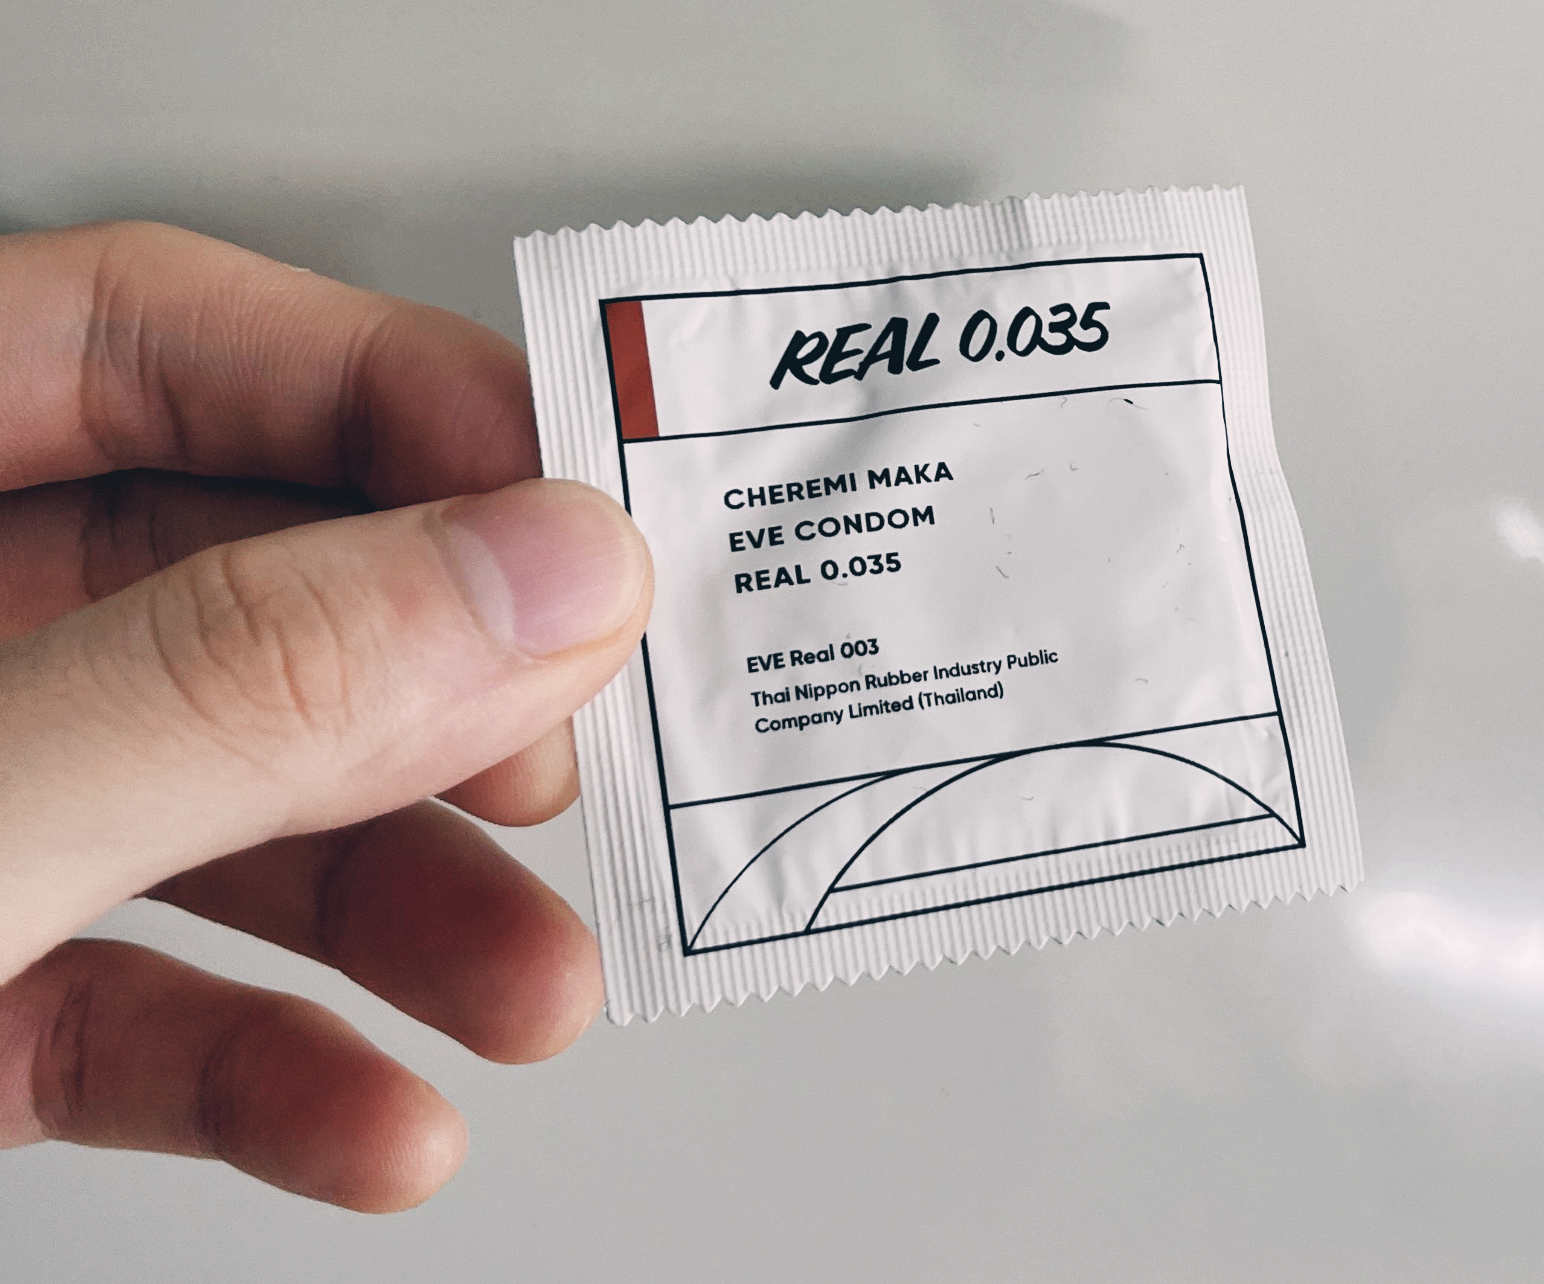 REAL 0.035
CHEREMI MAKA
EVE CONDOM
REAL 0.035
EVE Real 003
Thai Nippon Rubber Industry Public
Company Limited (Thailand)